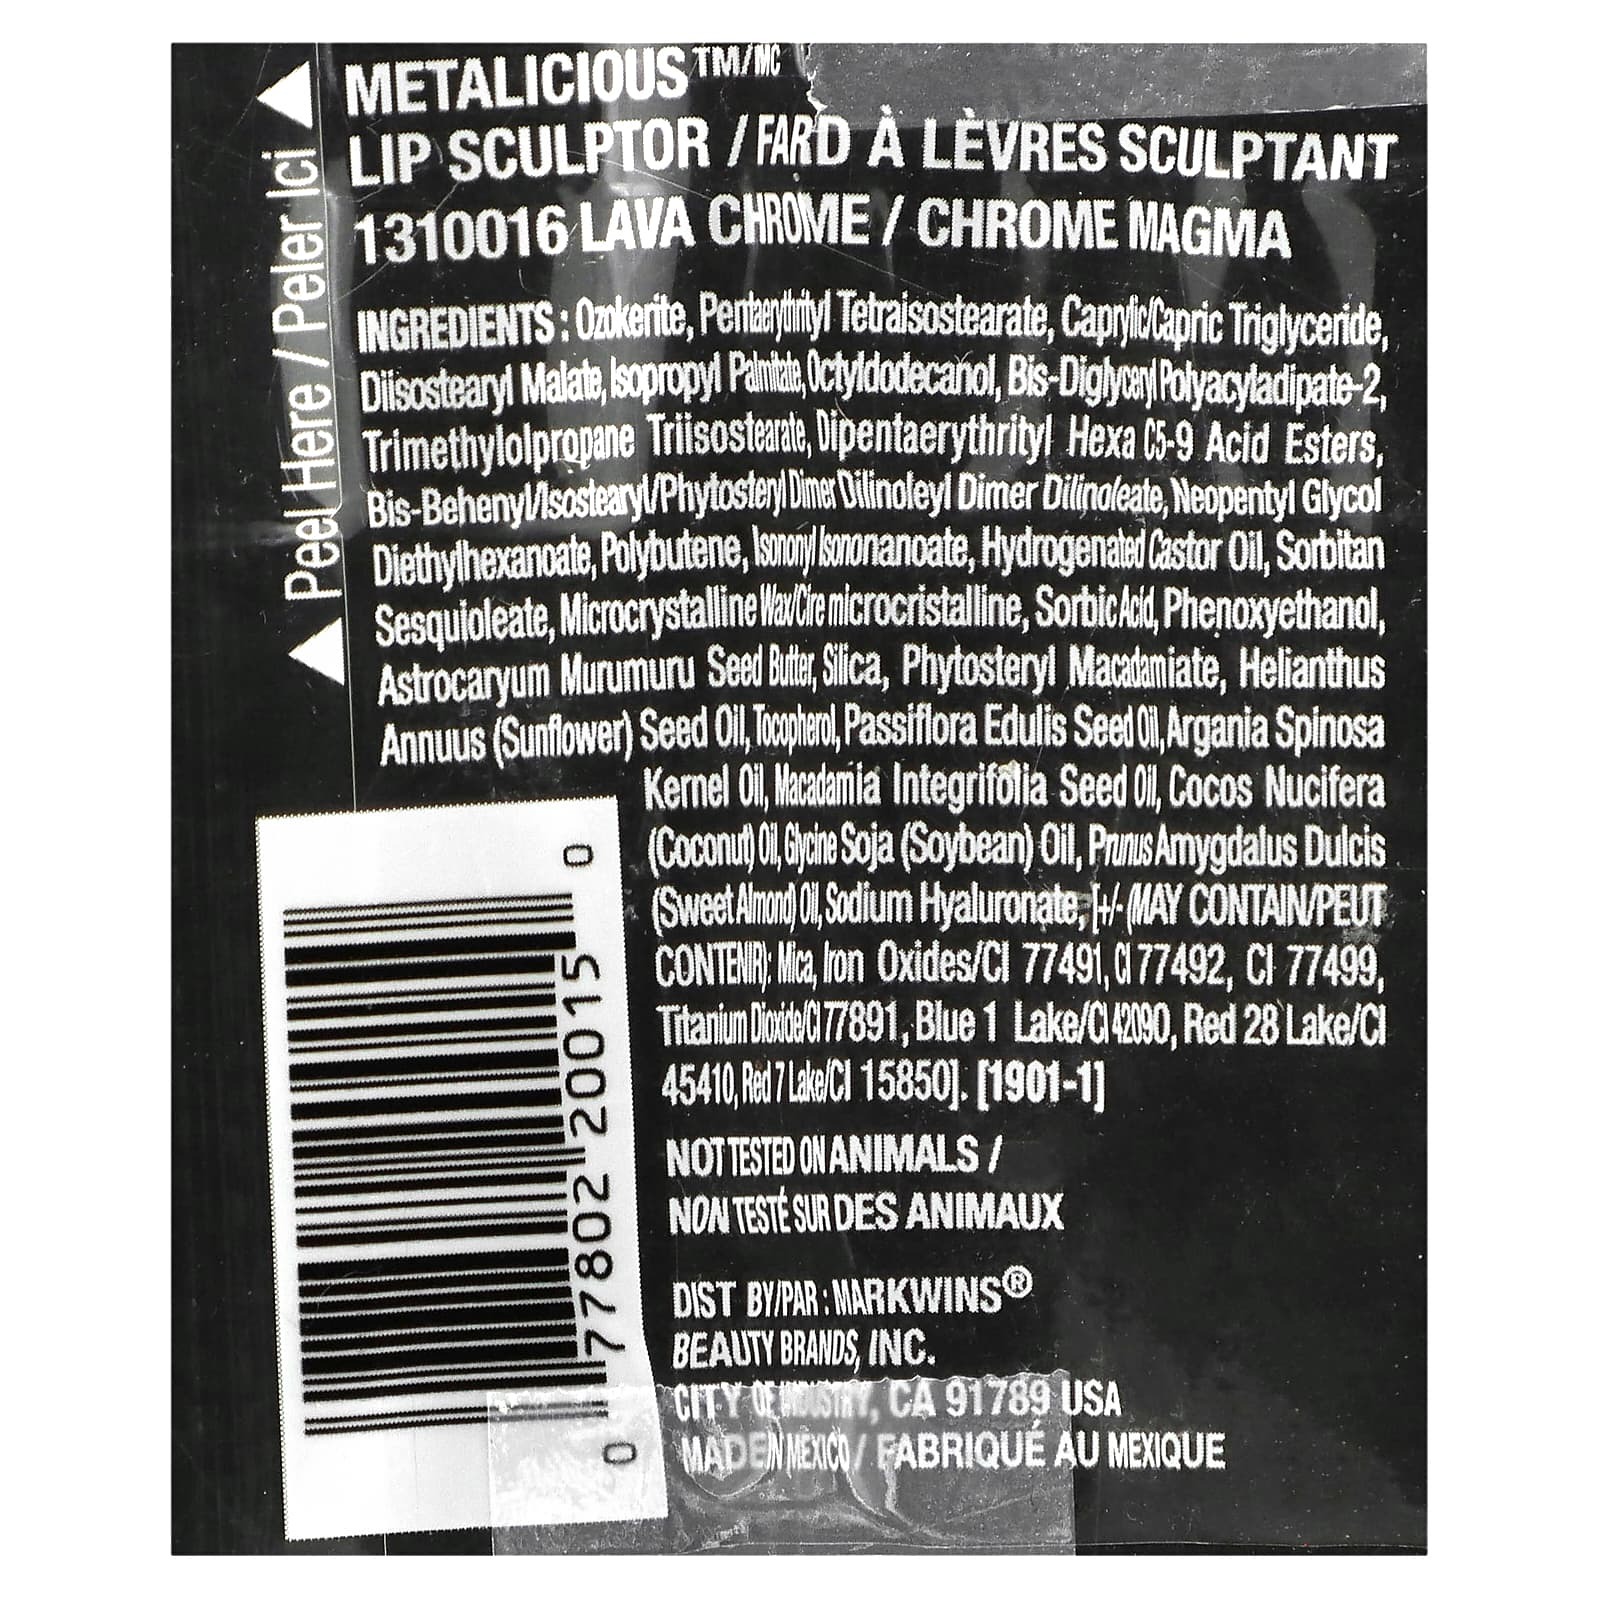 METALICIOUS™/MC
LIP SCULPTOR / FARD À LÈVRES SCULPTANT
1310016 LAVA CHROME / CHROME MAGMA
INGREDIENTS : Ozokerite, Pentaerythrityl Tetraisostearate, Caprylic/Capric Triglyceride,
Diisostearyl Malate, Isopropyl Palmitate, Octyldodecanol, Bis-Diglyceryl Polyacyladipate-2,
Trimethylolpropane Triisostearate, Dipentaerythrityl Hexa C5-9 Acid Esters,
Bis-Behenyl/Isostearyl/Phytosteryl Dimer Dilinoleyl Dimer Dilinoleate, Neopentyl Glycol
Diethylhexanoate, Polybutene, Isononyl Isononanoate, Hydrogenated Castor Oil, Sorbitan
Sesquioleate, Microcrystalline Wax/Cire microcristalline, Sorbic Acid, Phenoxyethanol,
Astrocaryum Murumuru Seed Butter, Silica, Phytosteryl Macadamiate, Helianthus
Annuus (Sunflower) Seed Oil, Tocopherol, Passiflora Edulis Seed Oil, Argania Spinosa
Kernel Oil, Macadamia Integrifolia Seed Oil, Cocos Nucifera
(Coconut) Oil, Glycine Soja (Soybean) Oil, Prunus Amygdalus Dulcis
(Sweet Almond) Oil, Sodium Hyaluronate, [+/- (MAY CONTAIN/PEUT
CONTENIR): Mica, Iron Oxides/CI 77491, CI 77492, CI 77499,
Titanium Dioxide/CI 77891, Blue 1 Lake/CI 42090, Red 28 Lake/CI
45410, Red 7 Lake/CI 15850]. [1901-1]
NOT TESTED ON ANIMALS /
NON TESTÉ SUR DES ANIMAUX
DIST BY/PAR : MARKWINS®
BEAUTY BRANDS, INC.
CITY OF INDUSTRY, CA 91789 USA
MADE IN MEXICO / FABRIQUÉ AU MEXIQUE
Peel Here / Peler Ici
0 77802 20015 0